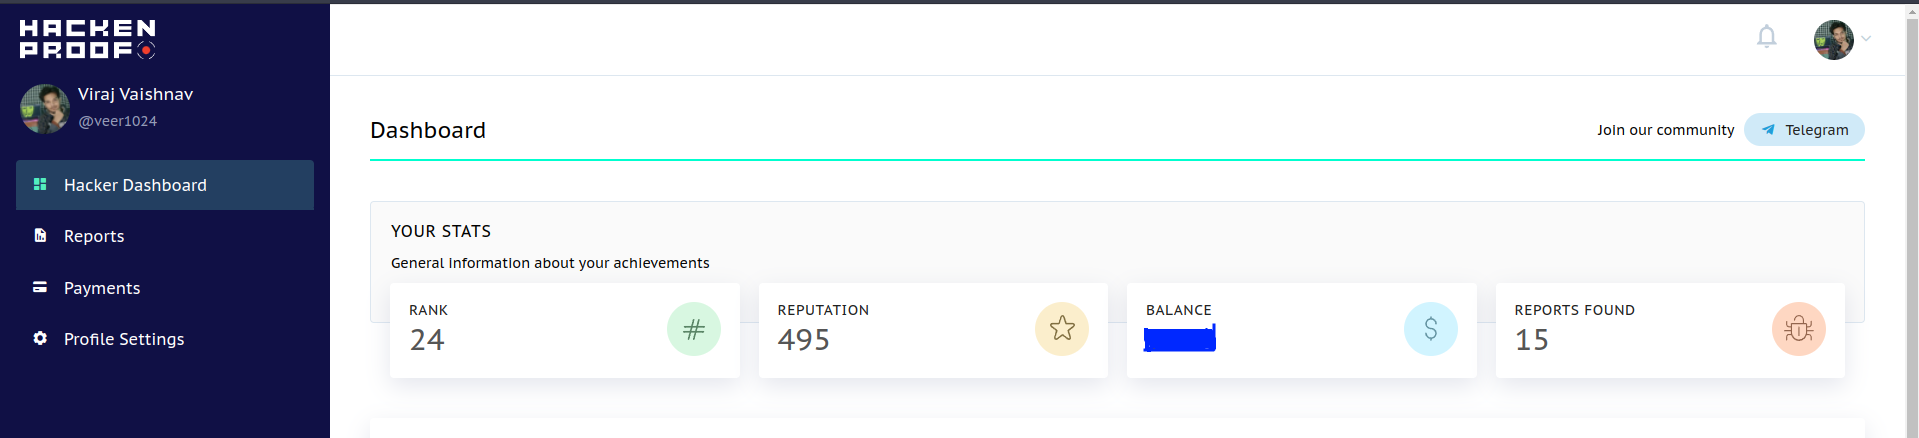 HACKEN
PROOF
Viraj Vaishnav
@veer1024
Hacker Dashboard
Reports
Payments
Profile Settings
Dashboard
Join our community
Telegram
YOUR STATS
General information about your achievements
RANK
24
REPUTATION
495
BALANCE
REPORTS FOUND
15